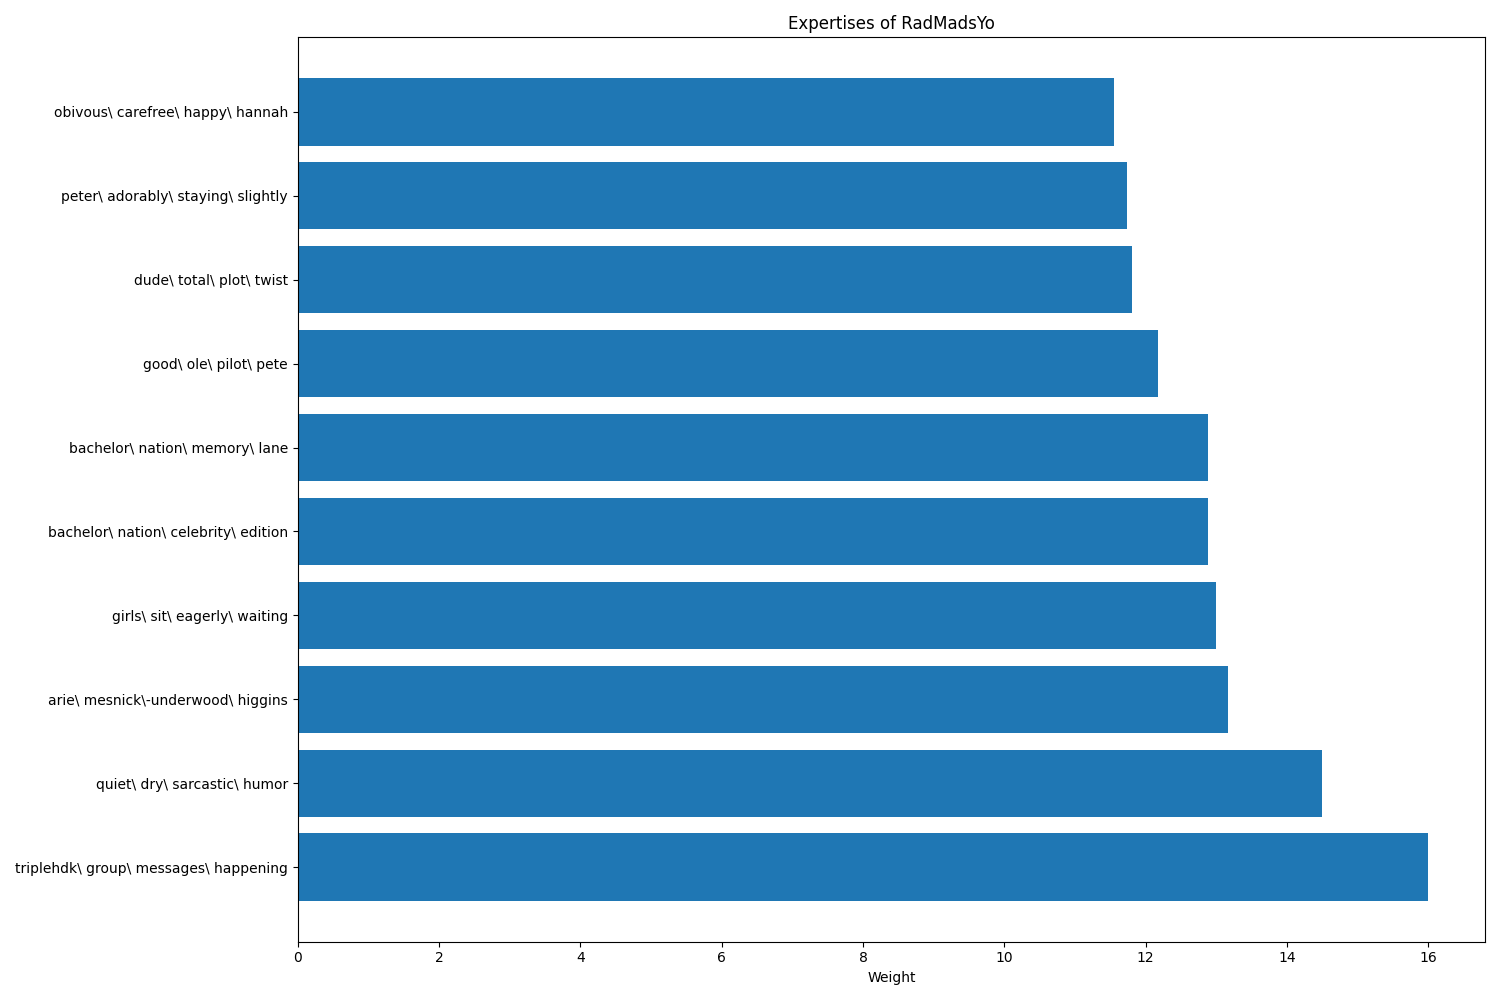 Expertises of RadMadsYo
obivous\ carefree\ happy\ hannah
peter\ adorably\ staying\ slightly
dude\ total\ plot\ twist
good\ ole\ pilot\ pete
bachelor\ nation\ memory\ lane
bachelor\ nation\ celebrity\ edition
girls\ sit\ eagerly\ waiting
arie\ mesnick\-underwood\ higgins
quiet\ dry\ sarcastic\ humor
triplehdk\ group\ messages\ happening
0 2 4 6 8 10 12 14 16
Weight